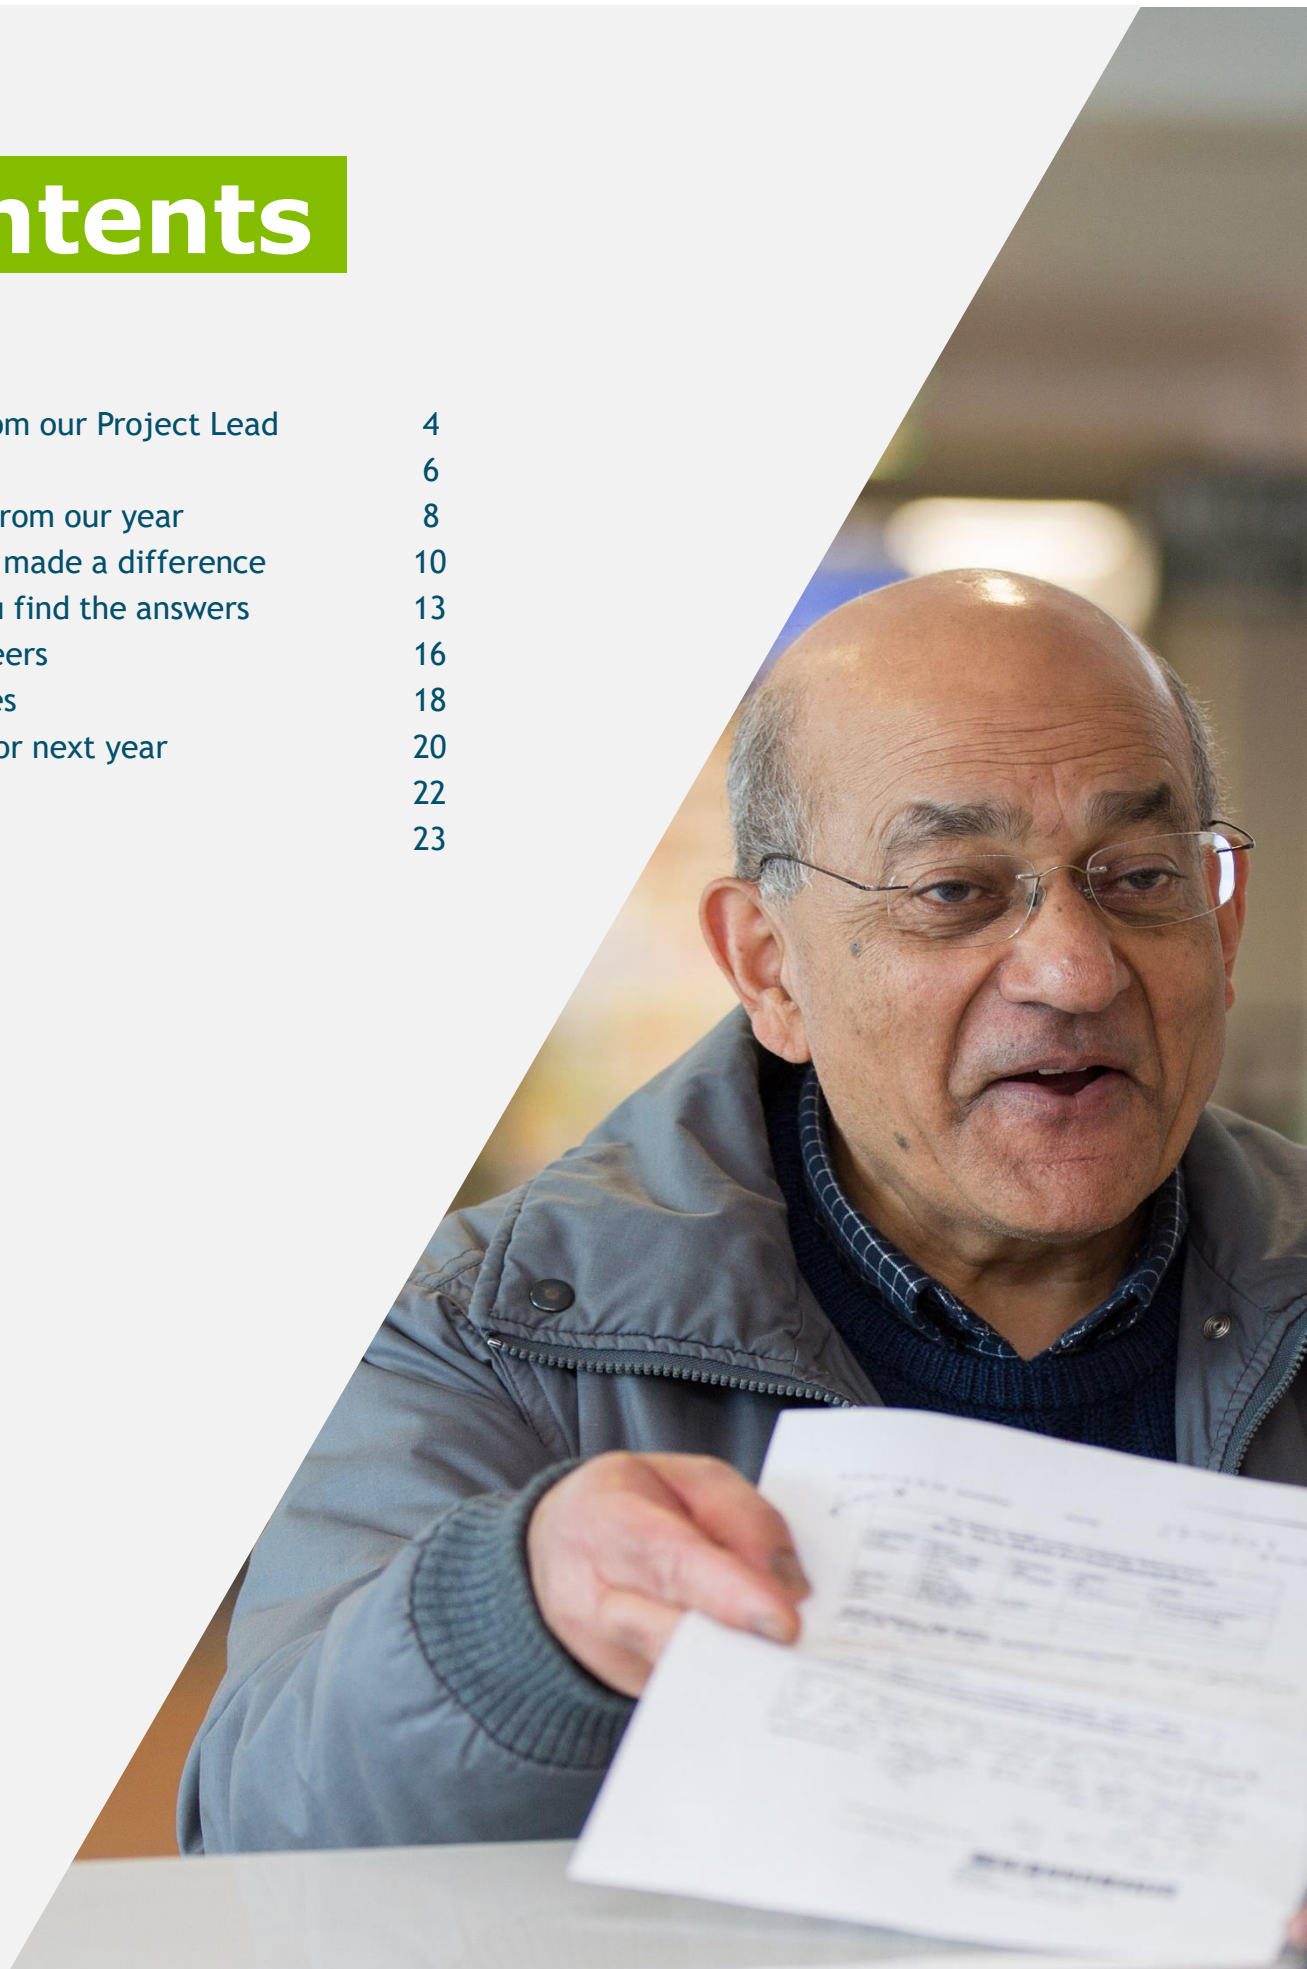 ntents
om our Project Lead 4
6
rom our year 8
made a difference 10
u find the answers 13
eers 16
es 18
or next year 20
22
23